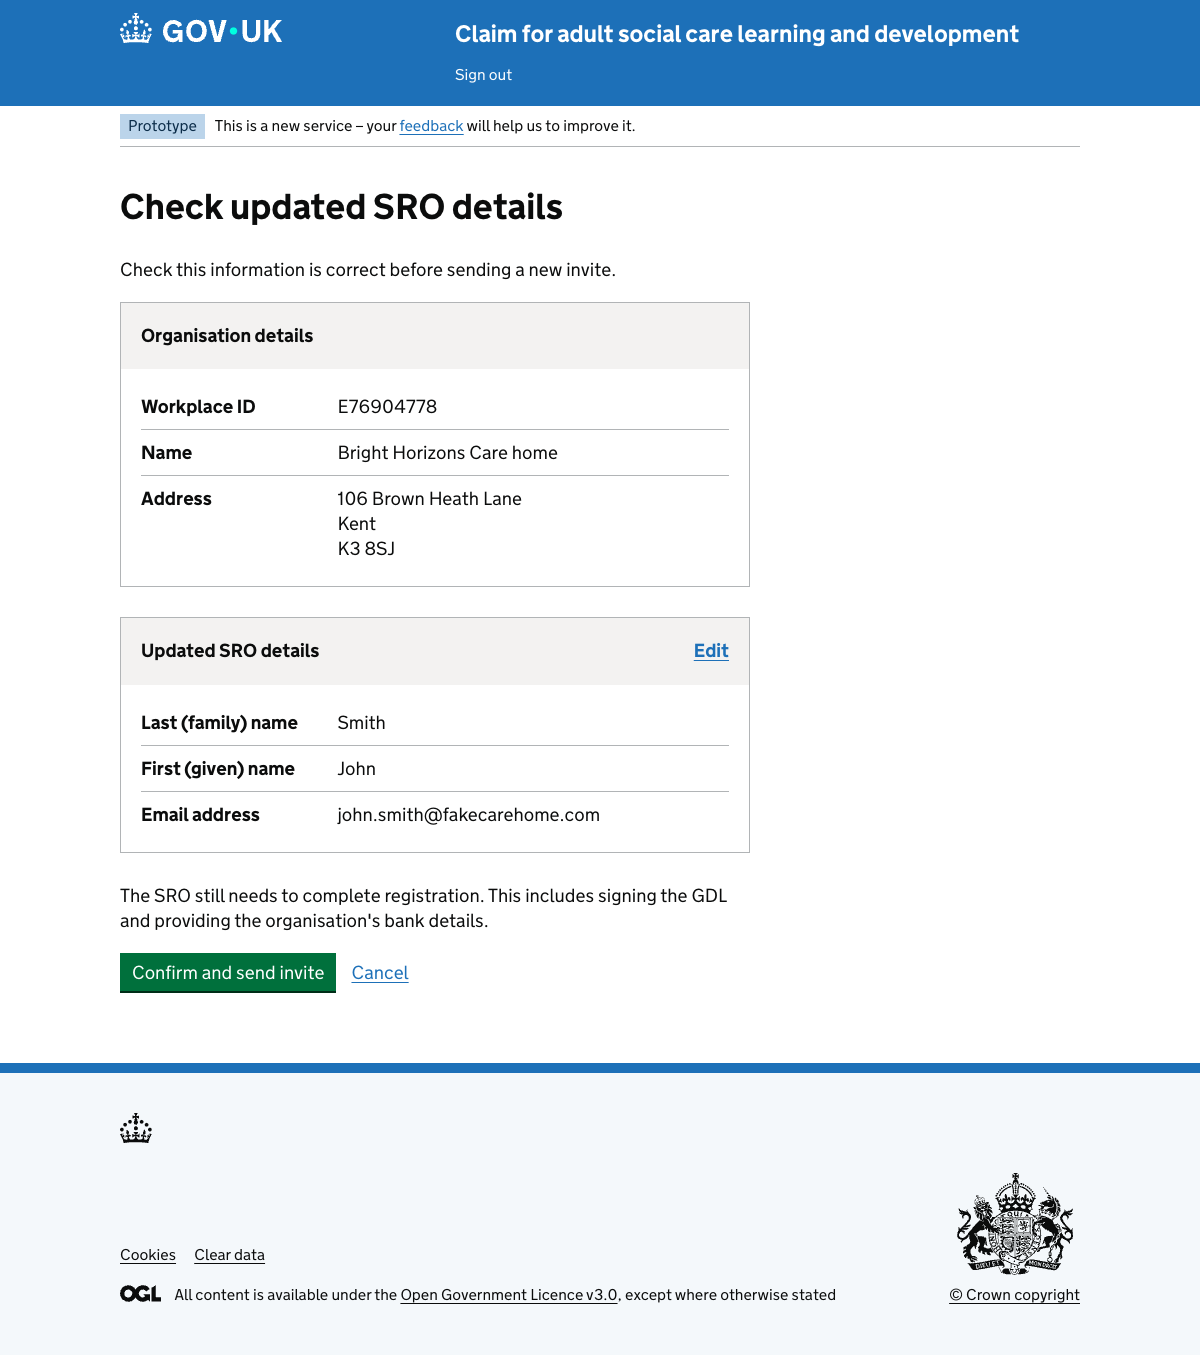 GOV·UK
Claim for adult social care learning and development
Sign out
Prototype This is a new service – your feedback will help us to improve it.
Check updated SRO details
Check this information is correct before sending a new invite.
Organisation details
Workplace ID E76904778
Name Bright Horizons Care home
Address 106 Brown Heath Lane
Kent
K3 8SJ
Updated SRO details Edit
Last (family) name Smith
First (given) name John
Email address john.smith@fakecarehome.com
The SRO still needs to complete registration. This includes signing the GDL
and providing the organisation's bank details.
Confirm and send invite Cancel
Cookies Clear data
OGL All content is available under the Open Government Licence v3.0, except where otherwise stated
© Crown copyright